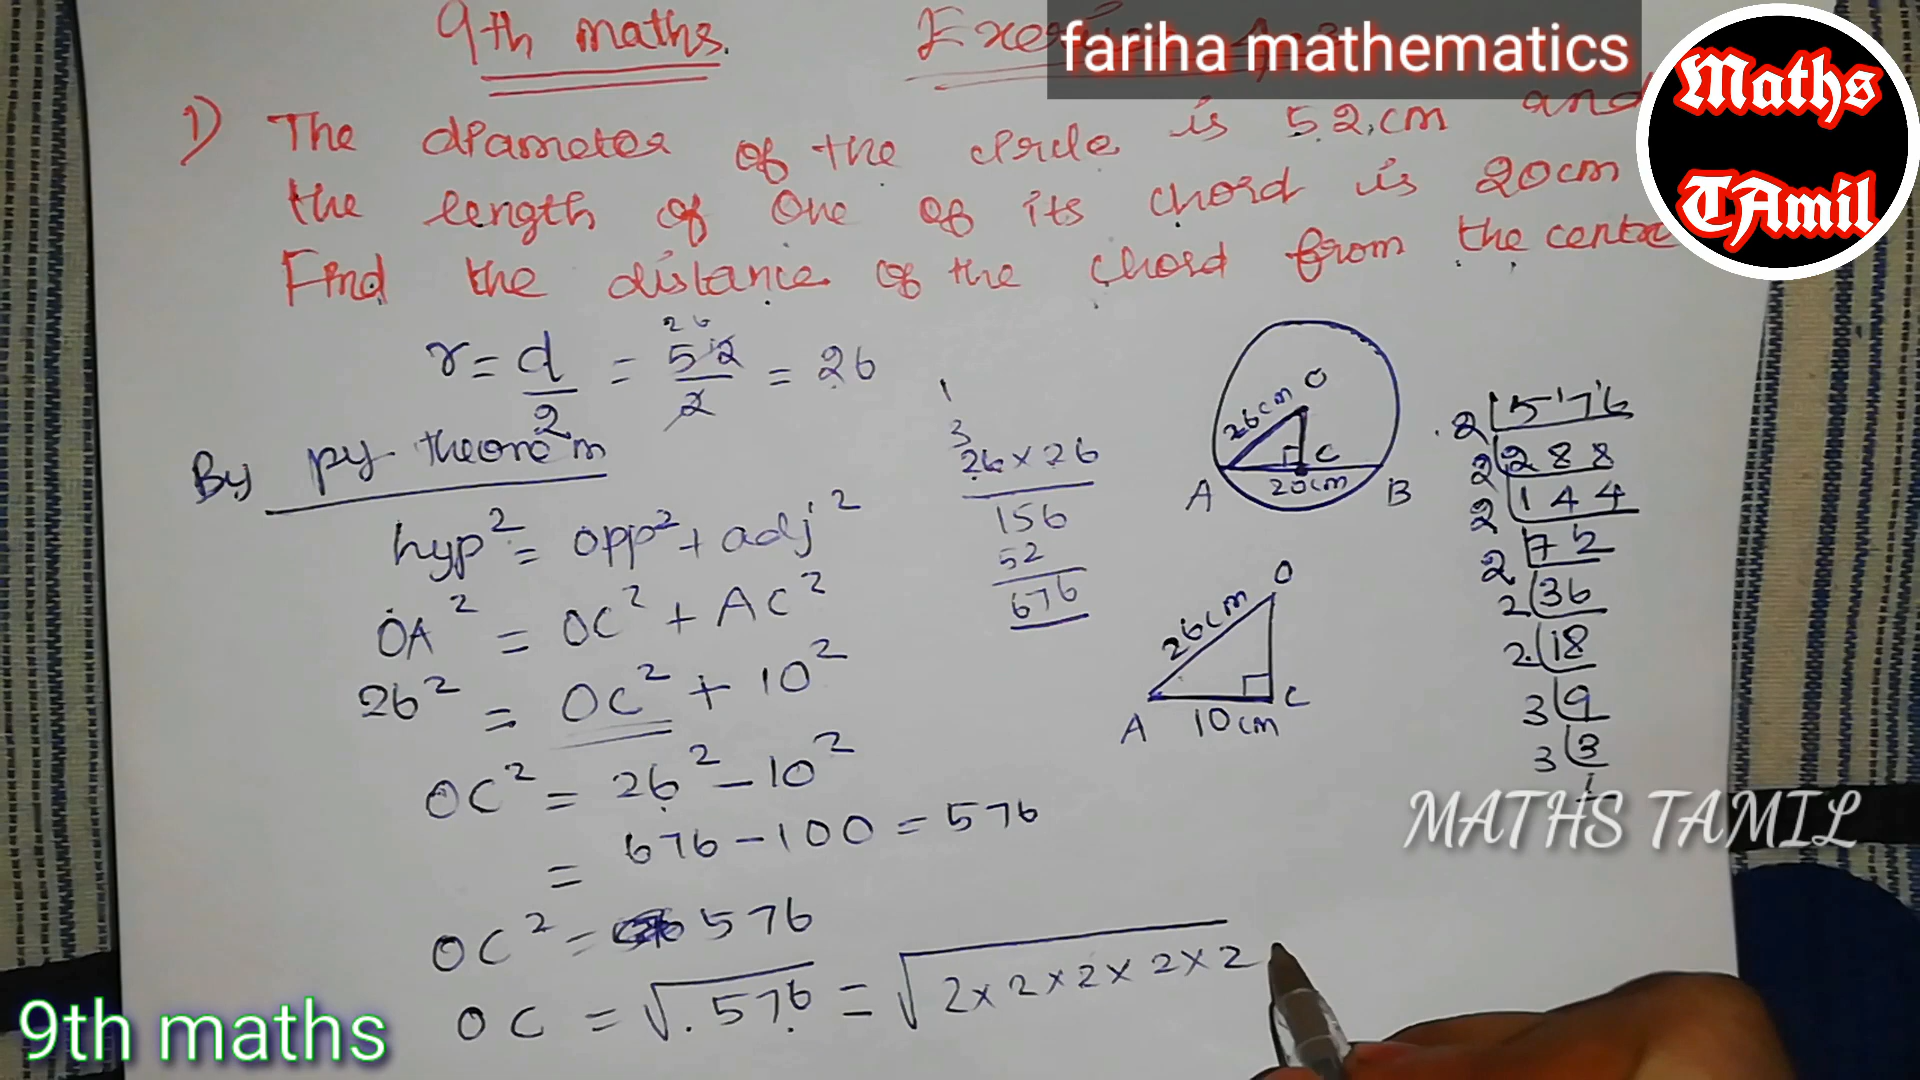 9th maths.
fariha mathematics
Maths
TAmil
1) The diameter of the circle is 52.cm and
the length of One of its chord is 20cm
Find the distance of the chord from the centre
r = d/2 = 52/2 = 26
26
By py theorem
hyp² = opp² + adj²
OA² = OC² + AC²
26² = OC² + 10²
OC² = 26² - 10²
= 676 - 100 = 576
OC² = 576
OC = √576 = √2×2×2×2×2
1
3
26×26
156
52
676
O
26cm
C
A 20cm B
O
26cm
A 10cm C
2 576
2 288
2 144
2 72
2 36
2 18
3 9
3 3
1
MATHS TAMIL
9th maths